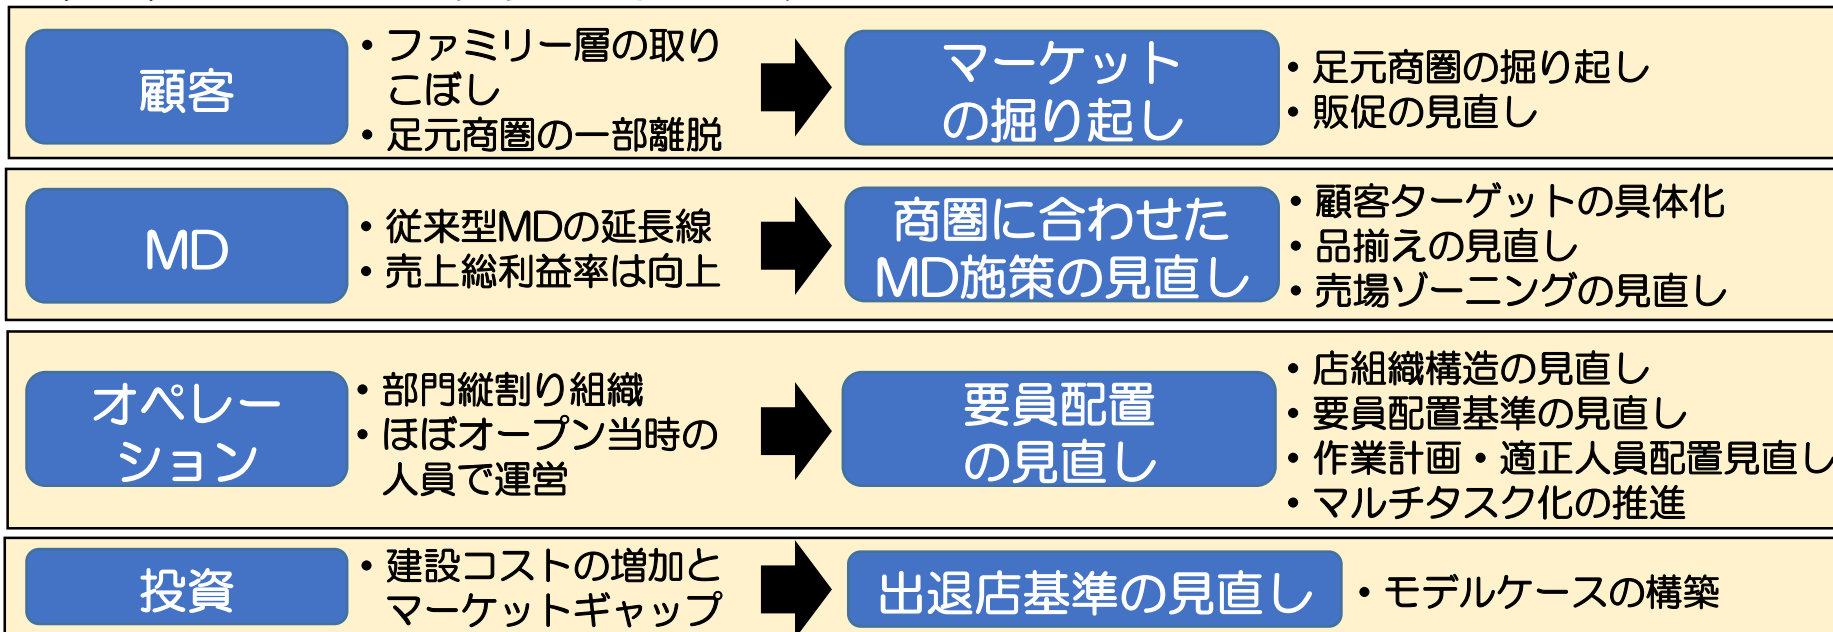 顧客
・ファミリー層の取り
こぼし
・足元商圏の一部離脱
マーケット
の掘り起し
・足元商圏の掘り起し
・販促の見直し
MD
・従来型MDの延長線
・売上総利益率は向上
商圏に合わせた
MD施策の見直し
・顧客ターゲットの具体化
・品揃えの見直し
・売場ゾーニングの見直し
オペレー
ション
・部門縦割り組織
・ほぼオープン当時の
人員で運営
要員配置
の見直し
・店組織構造の見直し
・要員配置基準の見直し
・作業計画・適正人員配置見直し
・マルチタスク化の推進
投資
・建設コストの増加と
マーケットギャップ
出退店基準の見直し
・モデルケースの構築